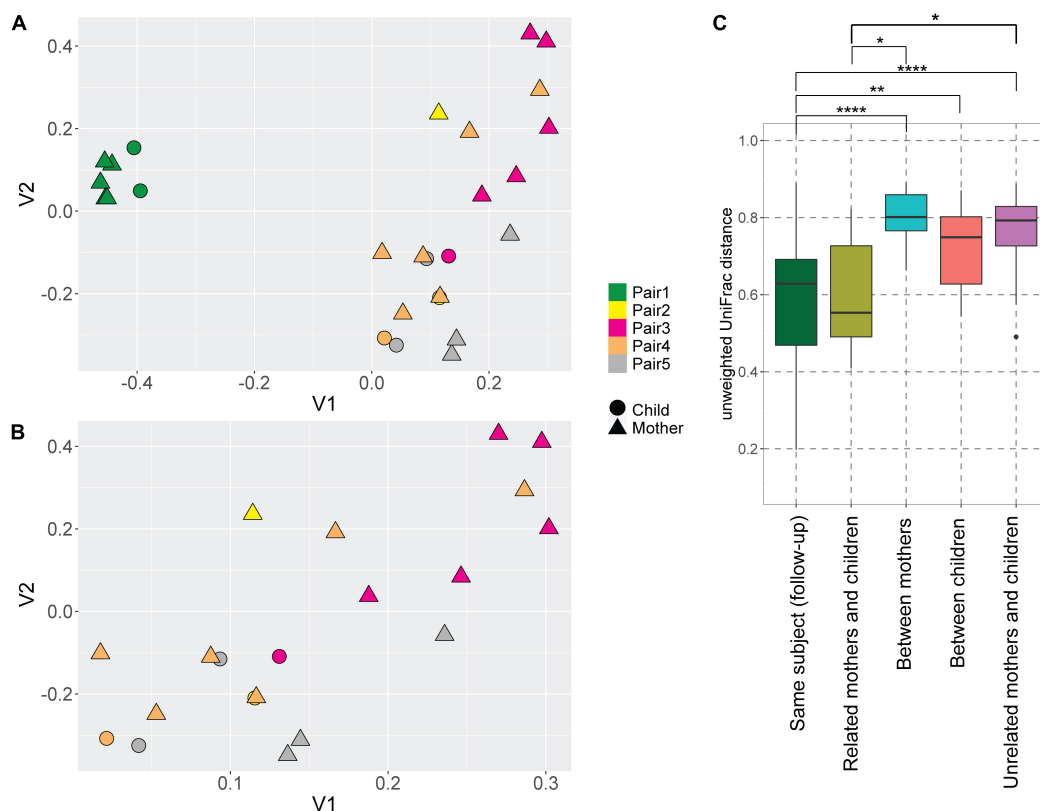 A
0.4
0.2
0.0
-0.2
V2
-0.4
-0.2
0.0
0.2
V1
B
0.4
0.2
0.0
-0.2
V2
0.1
0.2
0.3
V1
Pair1
Pair2
Pair3
Pair4
Pair5
Child
Mother
C
*
*
****
**
****
1.0
0.8
0.6
0.4
0.2
unweighted UniFrac distance
Same subject (follow-up)
Related mothers and children
Between mothers
Between children
Unrelated mothers and children